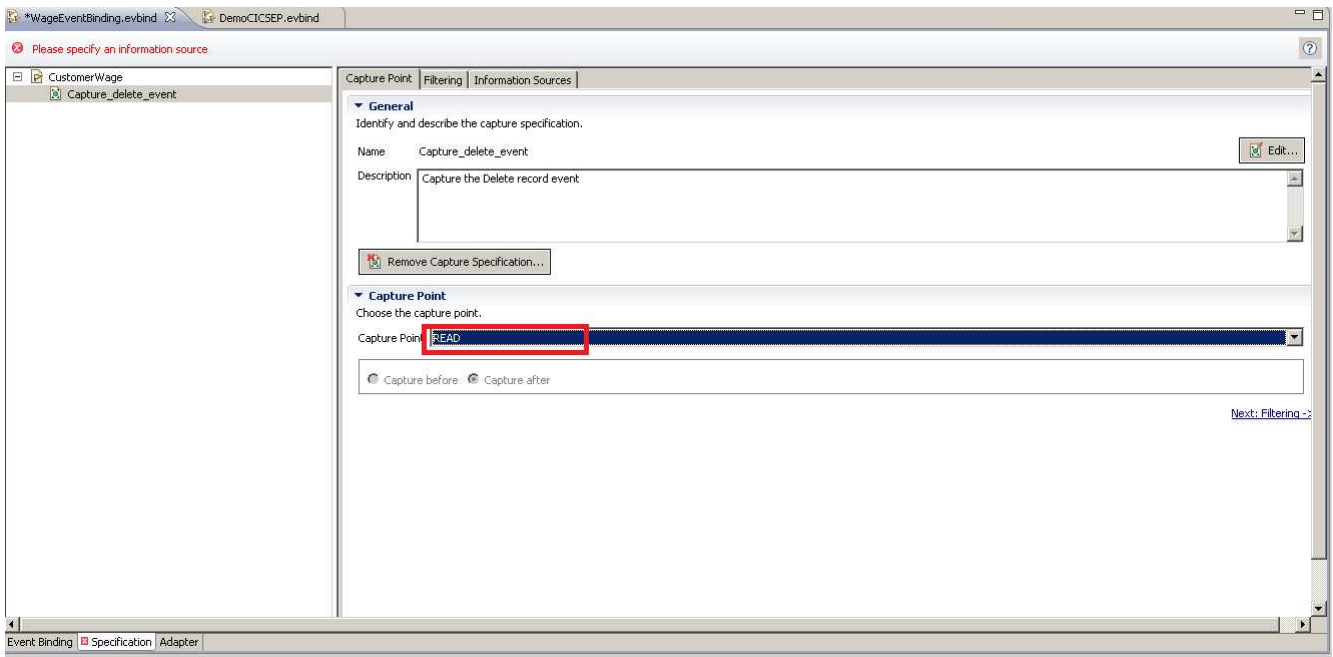 *WageEventBinding.evbind DemoCICSEP.evbind
Please specify an information source
CustomerWage
Capture_delete_event
Capture Point Filtering Information Sources
General
Identify and describe the capture specification.
Name Capture_delete_event Edit...
Description Capture the Delete record event
Remove Capture Specification...
Capture Point
Choose the capture point.
Capture Point READ
Capture before Capture after
Next: Filtering ->
Event Binding Specification Adapter